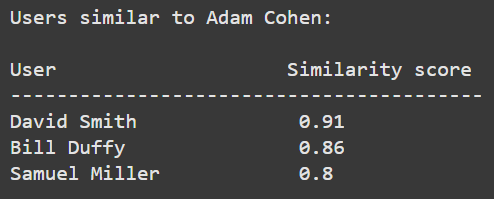 Users similar to Adam Cohen:
User Similarity score
-----------------------------------------
David Smith 0.91
Bill Duffy 0.86
Samuel Miller 0.8